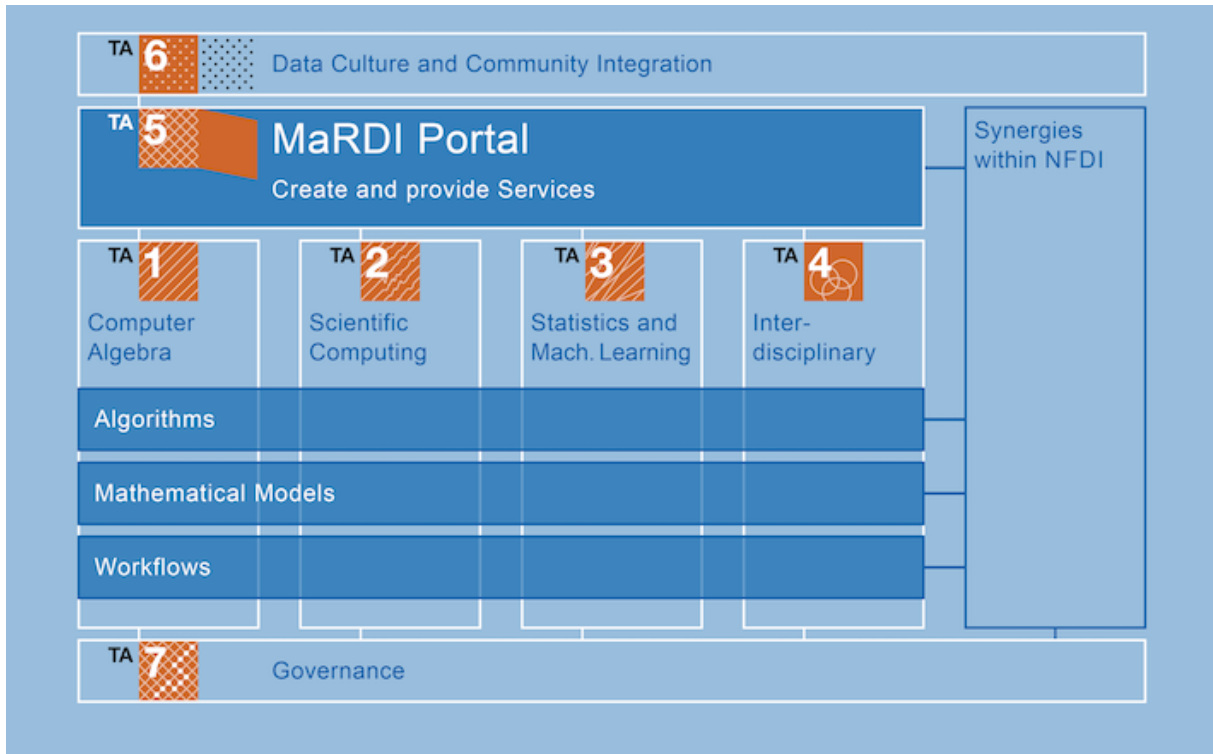 TA 6 Data Culture and Community Integration
TA 5 MaRDI Portal
Create and provide Services
Synergies
within NFDI
TA 1
Computer
Algebra
TA 2
Scientific
Computing
TA 3
Statistics and
Mach. Learning
TA 4
Inter-
disciplinary
Algorithms
Mathematical Models
Workflows
TA 7 Governance